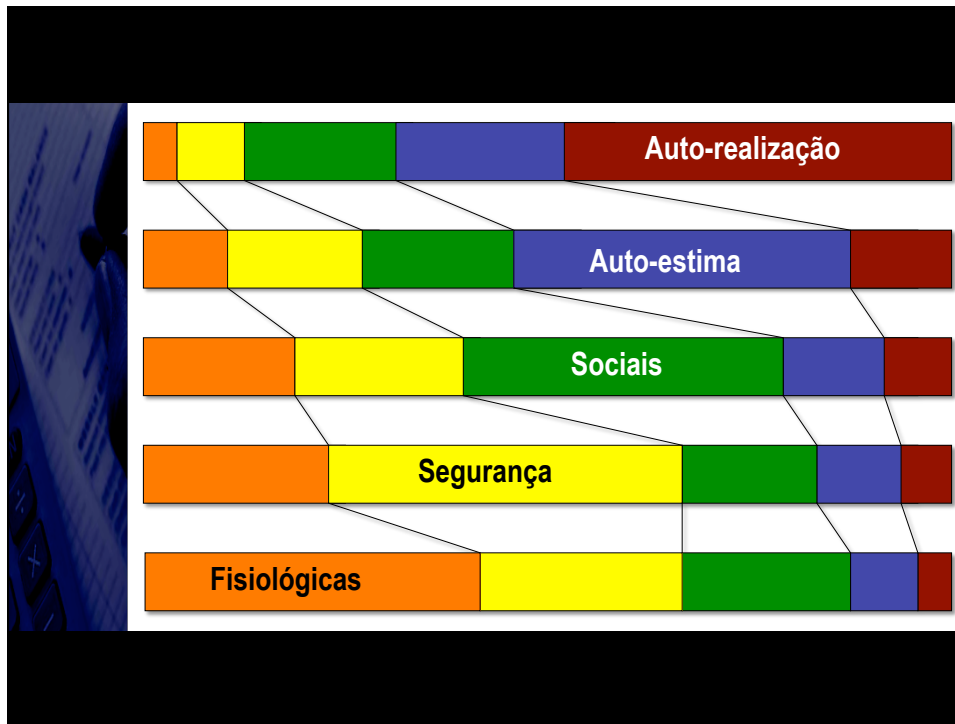 Auto-realização
Auto-estima
Sociais
Segurança
Fisiológicas